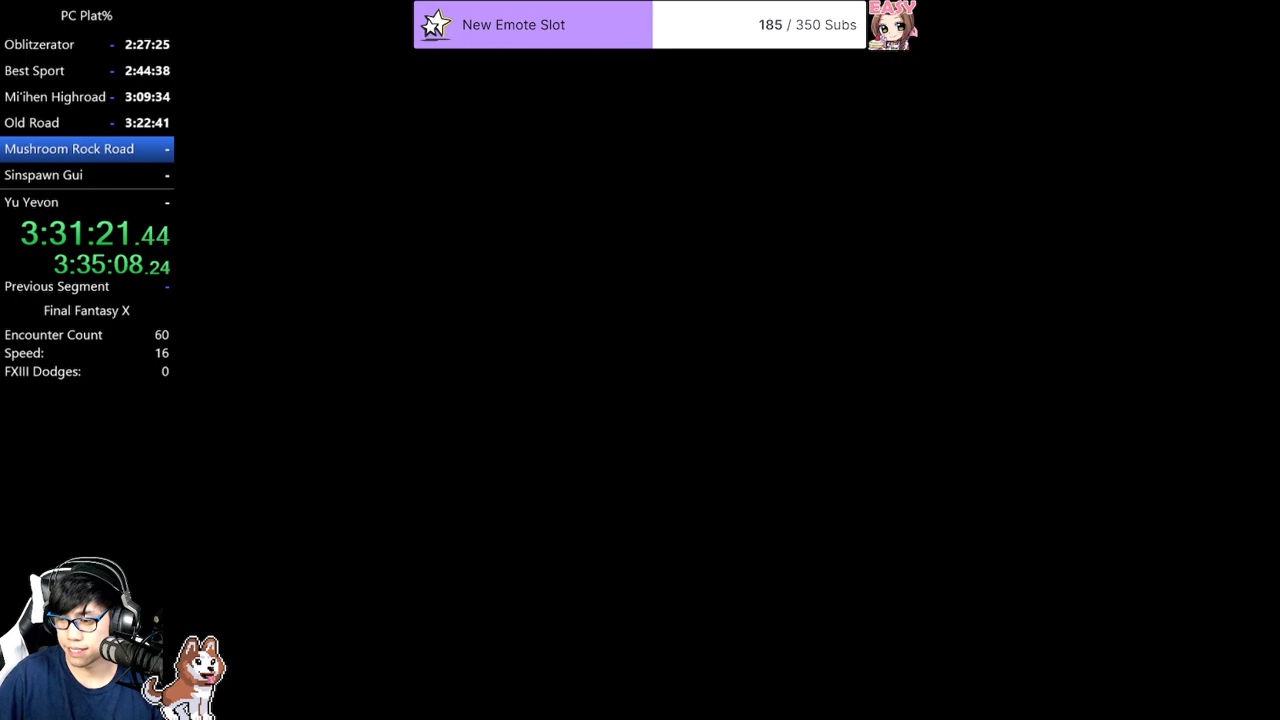 PC Plat%
Oblitzerator - 2:27:25
Best Sport - 2:44:38
Mi'ihen Highroad - 3:09:34
Old Road - 3:22:41
Mushroom Rock Road -
Sinspawn Gui -
Yu Yevon -
3:31:21.44
3:35:08.24
Previous Segment -
Final Fantasy X
Encounter Count 60
Speed: 16
FXIII Dodges: 0
New Emote Slot 185 / 350 Subs
EASY